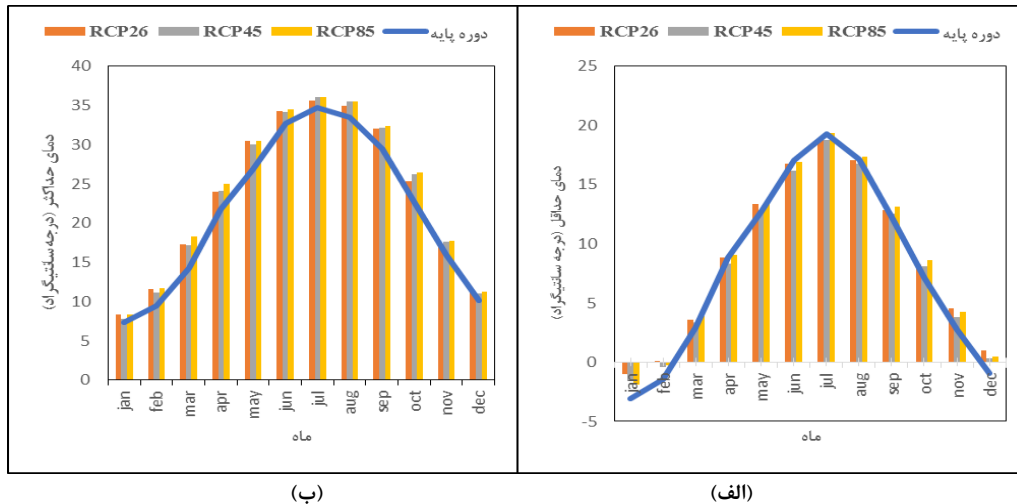 RCP26 RCP45 RCP85 دوره پایه
40
35
30
25
20
15
10
5
0
دمای حداکثر (درجه سانتیگراد)
jan feb mar apr may jun jul aug sep oct nov dec
ماه
(ب)
RCP26 RCP45 RCP85 دوره پایه
25
20
15
10
5
0
-5
دمای حداقل (درجه سانتیگراد)
jan feb mar apr may jun jul aug sep oct nov dec
ماه
(الف)